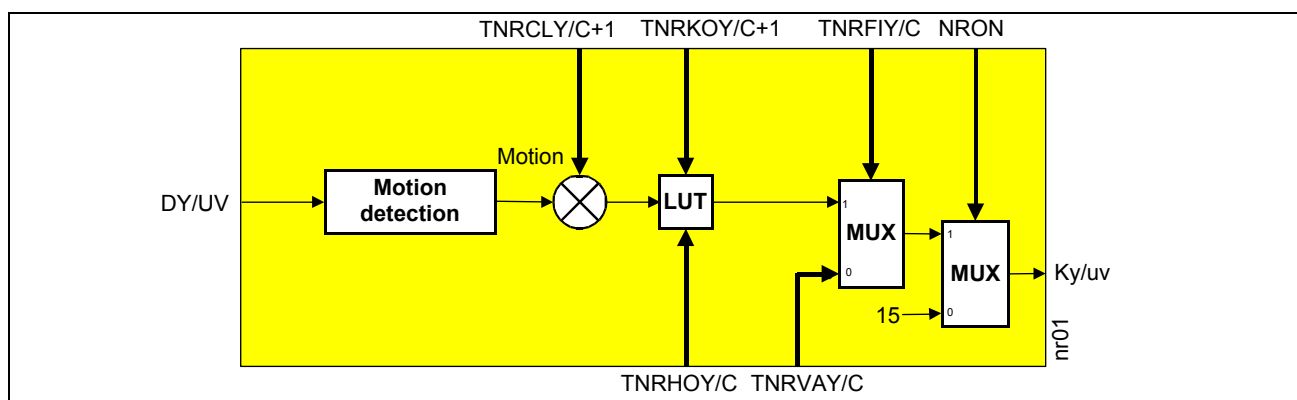 TNRCLY/C+1 TNRKOY/C+1 TNRFIY/C NRON
Motion
DY/UV
Motion
detection
LUT
1
MUX
0
1
MUX
15
0
Ky/uv
nr01
TNRHOY/C TNRVAY/C